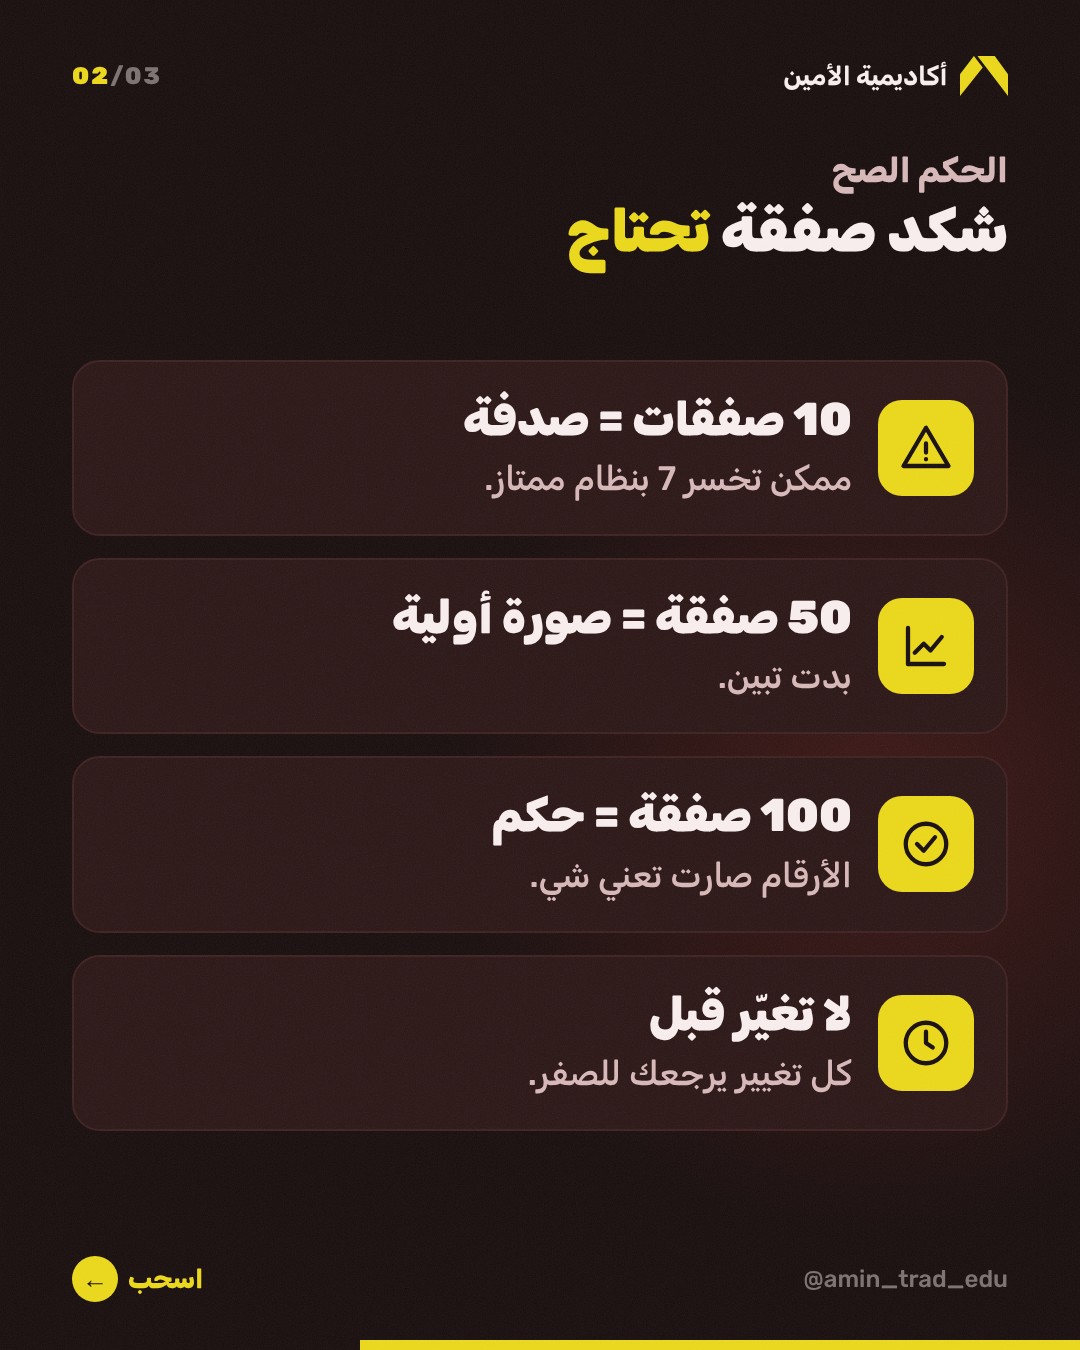 أكاديمية الأمين
02/03
الحكم الصح
شكد صفقة تحتاج
10 صفقات = صدفة
ممكن تخسر 7 بنظام ممتاز.
50 صفقة = صورة أولية
بدت تبين.
100 صفقة = حكم
الأرقام صارت تعني شي.
لا تغيّر قبل
كل تغيير يرجعك للصفر.
@amin_trad_edu
اسحب ←